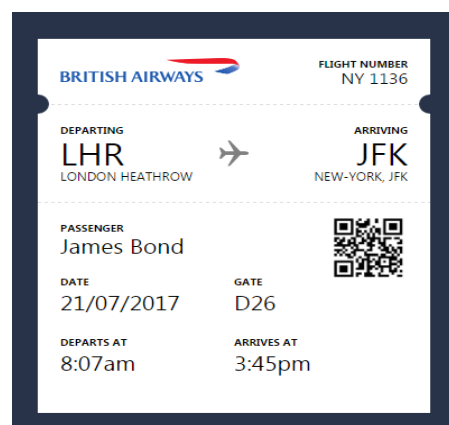 BRITISH AIRWAYS
FLIGHT NUMBER
NY 1136
DEPARTING
LHR
LONDON HEATHROW
ARRIVING
JFK
NEW-YORK, JFK
PASSENGER
James Bond
DATE
21/07/2017
GATE
D26
DEPARTS AT
8:07am
ARRIVES AT
3:45pm